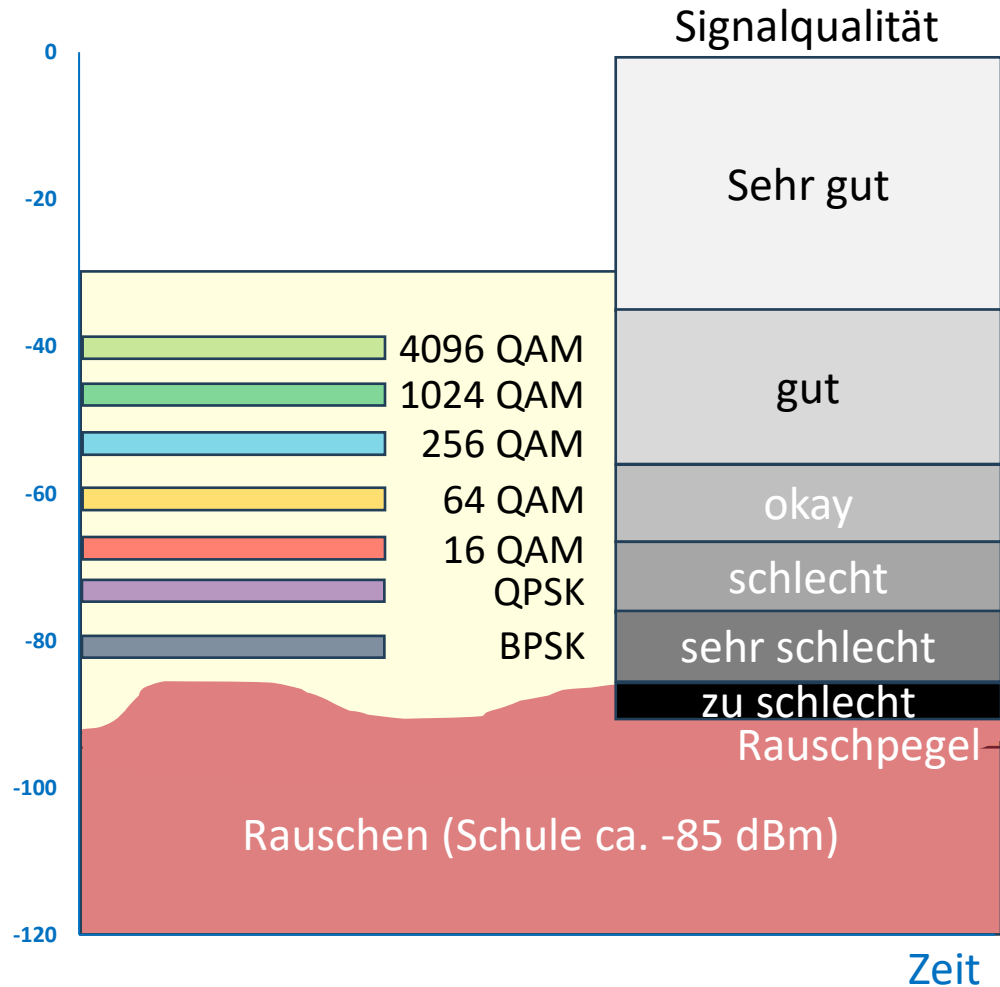 Signalqualität
0
-20
-40
-60
-80
-100
-120
Sehr gut
gut
okay
schlecht
sehr schlecht
zu schlecht
4096 QAM
1024 QAM
256 QAM
64 QAM
16 QAM
QPSK
BPSK
Rauschpegel
Rauschen (Schule ca. -85 dBm)
Zeit